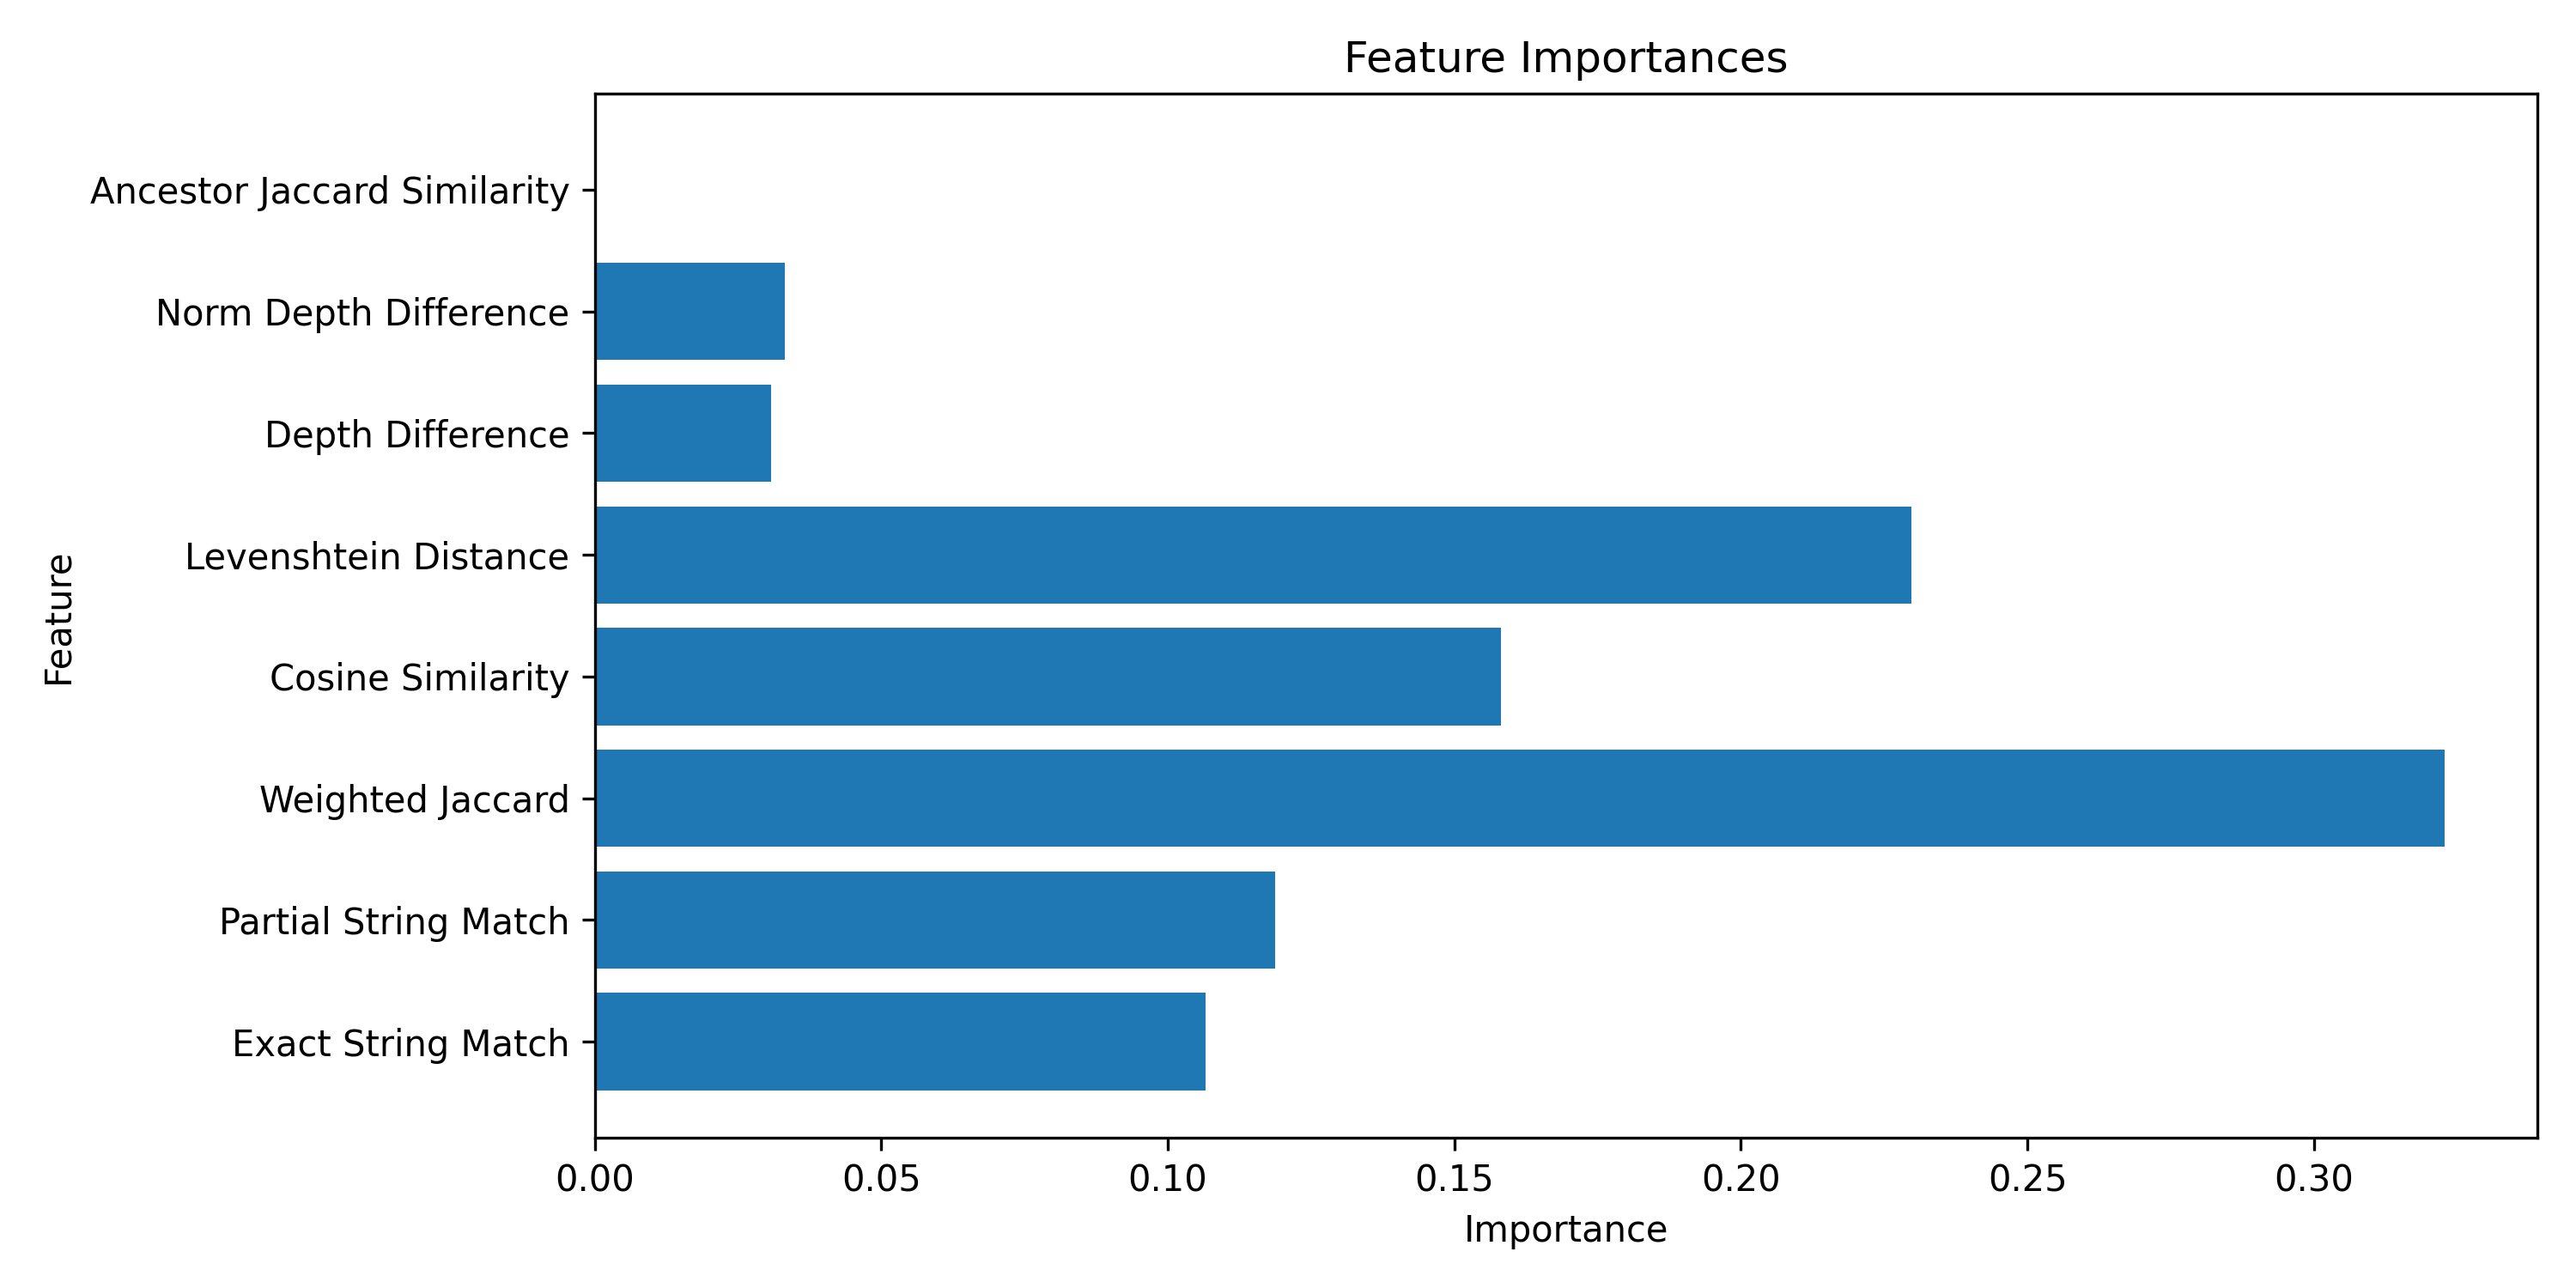 Feature Importances
Ancestor Jaccard Similarity
Norm Depth Difference
Depth Difference
Levenshtein Distance
Cosine Similarity
Weighted Jaccard
Partial String Match
Exact String Match
Feature
0.00 0.05 0.10 0.15 0.20 0.25 0.30
Importance